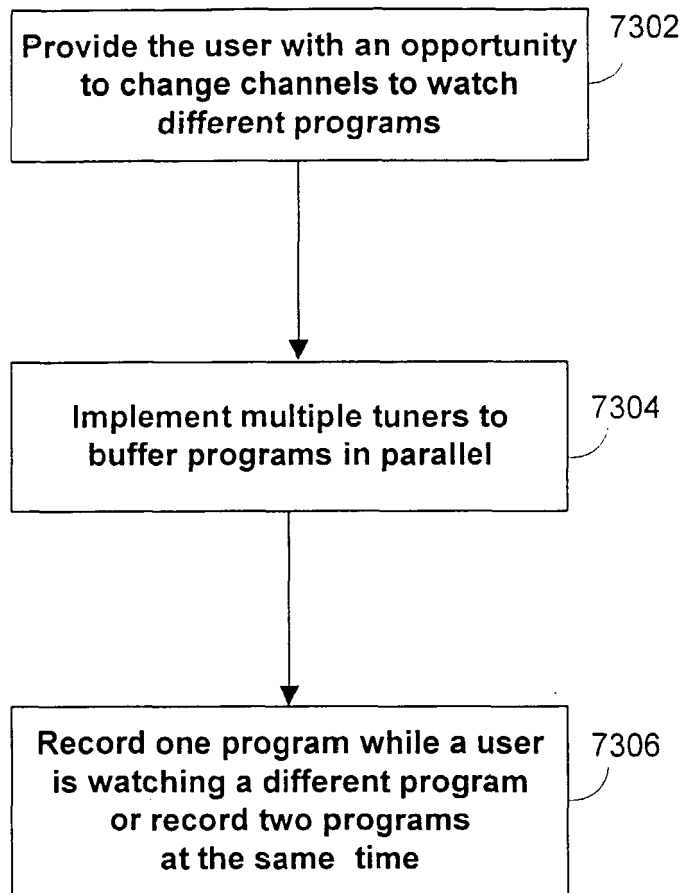 Provide the user with an opportunity
to change channels to watch
different programs
7302
Implement multiple tuners to
buffer programs in parallel
7304
Record one program while a user
is watching a different program
or record two programs
at the same time
7306